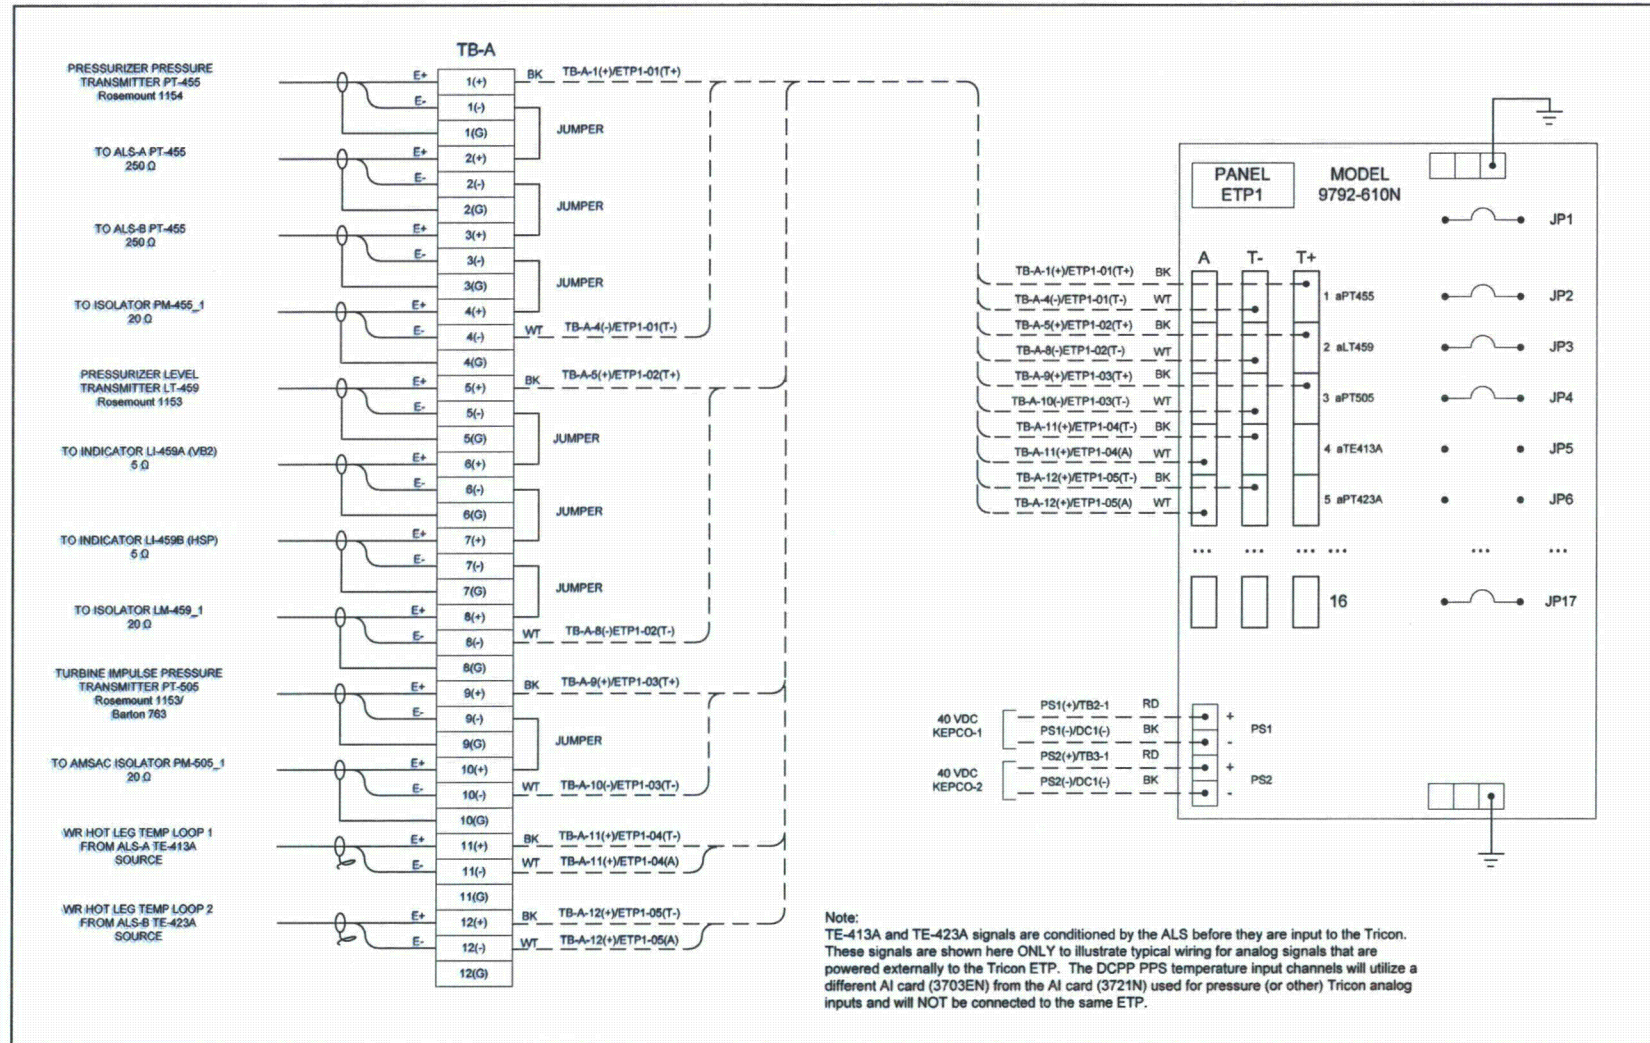 TB-A
PRESSURIZER PRESSURE
TRANSMITTER PT-455
Rosemount 1154
E+
1(+)
BK
TB-A-1(+)/ETP1-01(T+)
E-
1(-)
1(G)
JUMPER
TO ALS-A PT-455
250 Ω
E+
2(+)
E-
2(-)
2(G)
JUMPER
TO ALS-B PT-455
250 Ω
E+
3(+)
E-
3(-)
3(G)
JUMPER
TO ISOLATOR PM-455_1
20 Ω
E+
4(+)
E-
4(-)
WT
TB-A-4(-)/ETP1-01(T-)
4(G)
PRESSURIZER LEVEL
TRANSMITTER LT-459
Rosemount 1153
E+
5(+)
BK
TB-A-5(+)/ETP1-02(T+)
E-
5(-)
5(G)
JUMPER
TO INDICATOR LI-459A (VB2)
5 Ω
E+
6(+)
E-
6(-)
6(G)
JUMPER
TO INDICATOR LI-459B (HSP)
5 Ω
E+
7(+)
E-
7(-)
7(G)
JUMPER
TO ISOLATOR LM-459_1
20 Ω
E+
8(+)
E-
8(-)
WT
TB-A-8(-)ETP1-02(T-)
8(G)
TURBINE IMPULSE PRESSURE
TRANSMITTER PT-505
Rosemount 1153/
Barton 763
E+
9(+)
BK
TB-A-9(+)/ETP1-03(T+)
E-
9(-)
9(G)
JUMPER
TO AMSAC ISOLATOR PM-505_1
20 Ω
E+
10(+)
E-
10(-)
WT
TB-A-10(-)/ETP1-03(T-)
10(G)
WR HOT LEG TEMP LOOP 1
FROM ALS-A TE-413A
SOURCE
E+
11(+)
BK
TB-A-11(+)/ETP1-04(T-)
E-
11(-)
WT
TB-A-11(+)/ETP1-04(A)
11(G)
WR HOT LEG TEMP LOOP 2
FROM ALS-B TE-423A
SOURCE
E+
12(+)
BK
TB-A-12(+)/ETP1-05(T-)
E-
12(-)
WT
TB-A-12(+)/ETP1-05(A)
12(G)
PANEL
ETP1
MODEL
9792-610N
JP1
A
T-
T+
TB-A-1(+)/ETP1-01(T+) BK
TB-A-4(-)/ETP1-01(T-) WT
1 aPT455
JP2
TB-A-5(+)/ETP1-02(T+) BK
TB-A-8(-)ETP1-02(T-) WT
2 aLT459
JP3
TB-A-9(+)/ETP1-03(T+) BK
TB-A-10(-)/ETP1-03(T-) WT
3 aPT505
JP4
TB-A-11(+)/ETP1-04(T-) BK
TB-A-11(+)/ETP1-04(A) WT
4 aTE413A
JP5
TB-A-12(+)/ETP1-05(T-) BK
TB-A-12(+)/ETP1-05(A) WT
5 aPT423A
JP6
... ... ... ... ... ...
16
JP17
40 VDC
KEPCO-1
PS1(+)/TB2-1 RD
+
PS1(-)/DC1(-) BK
-
PS1
40 VDC
KEPCO-2
PS2(+)/TB3-1 RD
+
PS2(-)/DC1(-) BK
-
PS2
Note:
TE-413A and TE-423A signals are conditioned by the ALS before they are input to the Tricon.
These signals are shown here ONLY to illustrate typical wiring for analog signals that are
powered externally to the Tricon ETP. The DCPP PPS temperature input channels will utilize a
different AI card (3703EN) from the AI card (3721N) used for pressure (or other) Tricon analog
inputs and will NOT be connected to the same ETP.